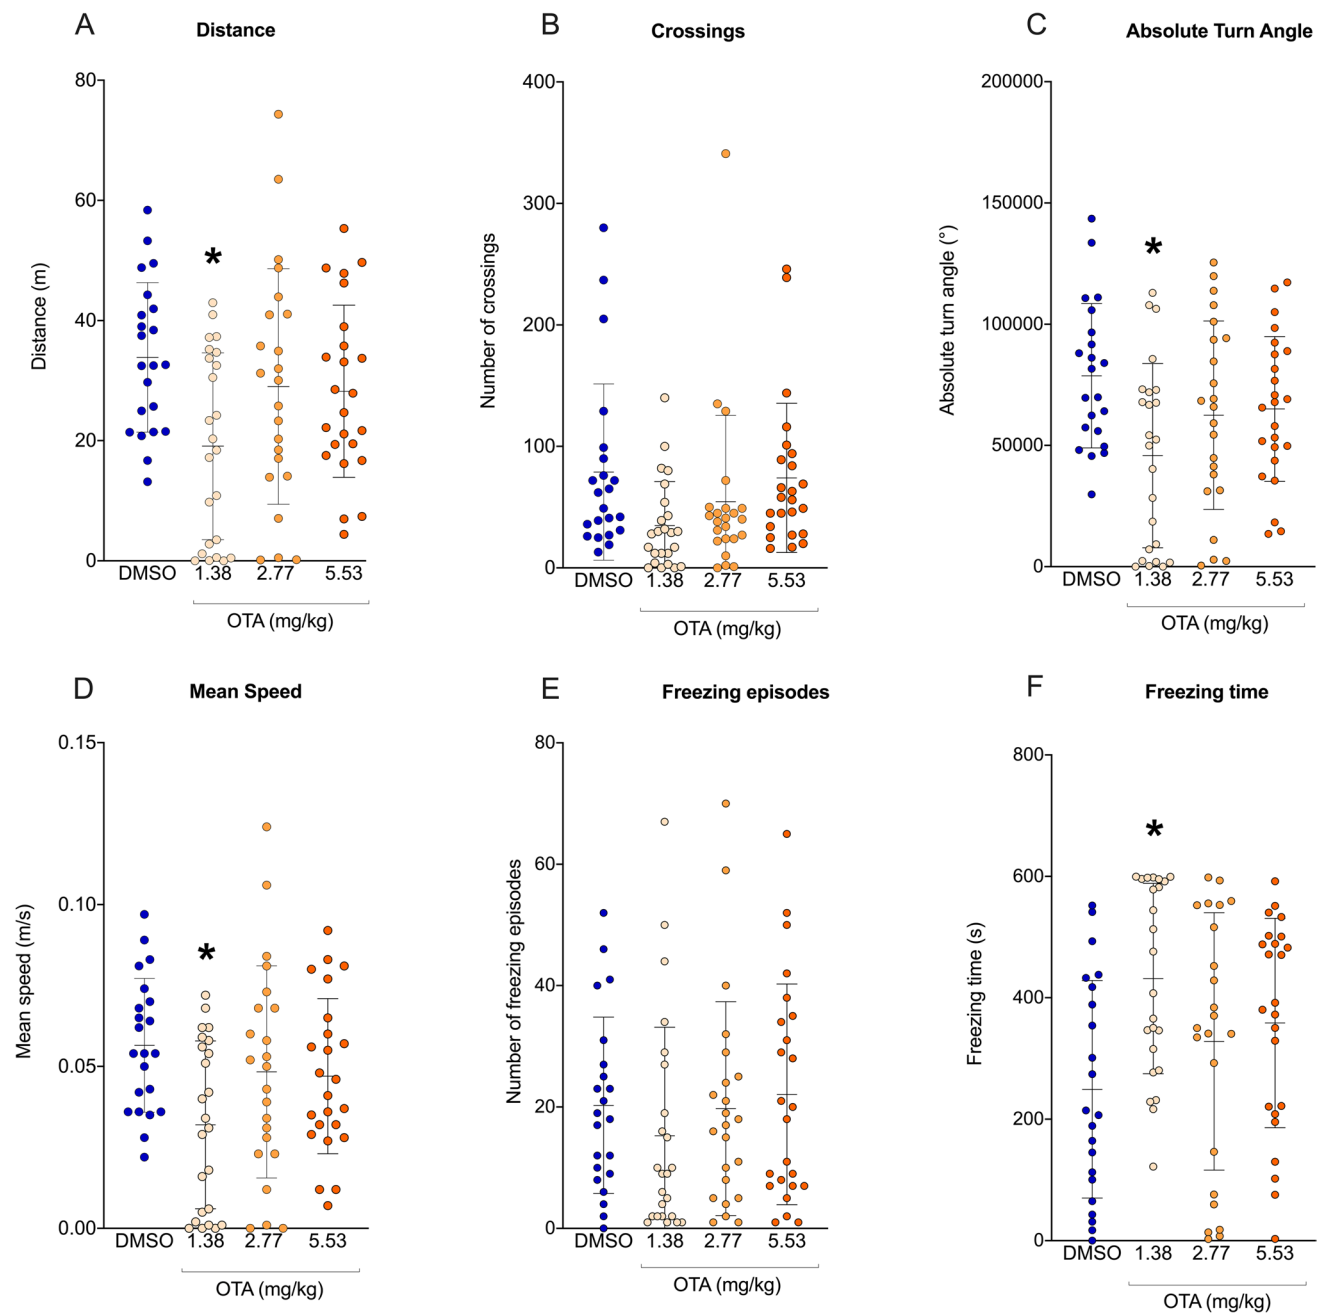 A
Distance
80
60
40
20
0
Distance (m)
*
DMSO 1.38 2.77 5.53
OTA (mg/kg)
B
Crossings
400
300
200
100
0
Number of crossings
DMSO 1.38 2.77 5.53
OTA (mg/kg)
C
Absolute Turn Angle
200000
150000
100000
50000
0
Absolute turn angle (°)
*
DMSO 1.38 2.77 5.53
OTA (mg/kg)
D
Mean Speed
0.15
0.10
0.05
0.00
Mean speed (m/s)
*
DMSO 1.38 2.77 5.53
OTA (mg/kg)
E
Freezing episodes
80
60
40
20
0
Number of freezing episodes
DMSO 1.38 2.77 5.53
OTA (mg/kg)
F
Freezing time
800
600
400
200
0
Freezing time (s)
*
DMSO 1.38 2.77 5.53
OTA (mg/kg)